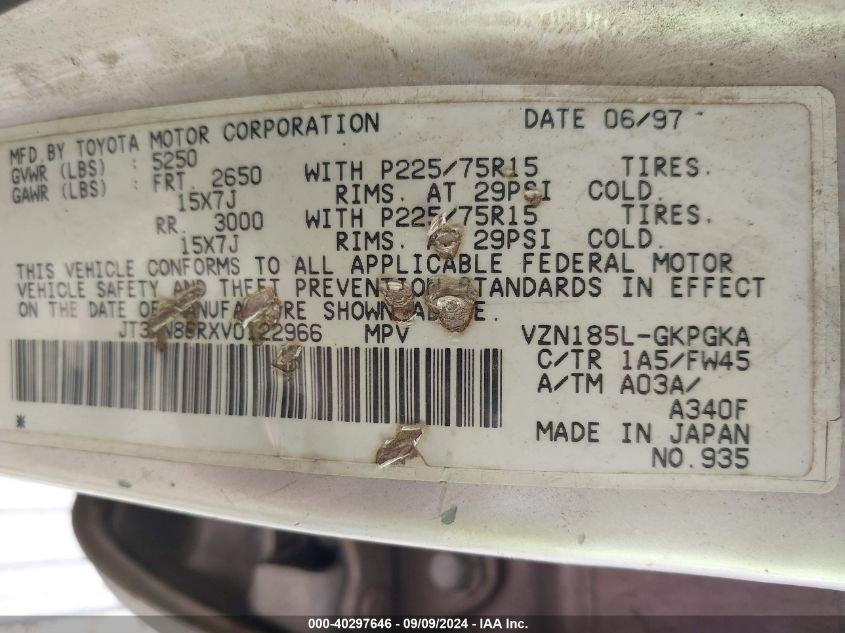 MFD.BY TOYOTA MOTOR CORPORATION DATE 06/97
GVWR (LBS) : 5250
GAWR (LBS) : FRT. 2650 WITH P225/75R15 TIRES.
15X7J RIMS. AT 29PSI COLD.
RR. 3000 WITH P225/75R15 TIRES.
15X7J RIMS. 29PSI COLD.
THIS VEHICLE CONFORMS TO ALL APPLICABLE FEDERAL MOTOR
VEHICLE SAFETY AND THEFT PREVENTION STANDARDS IN EFFECT
ON THE DATE OF MANUFACTURE SHOWN ABOVE.
MPV VZN185L-GKPGKA
C/TR 1A5/FW45
A/TM A03A/
A340F
MADE IN JAPAN
NO.935
000-40297646 - 09/09/2024 - IAA Inc.